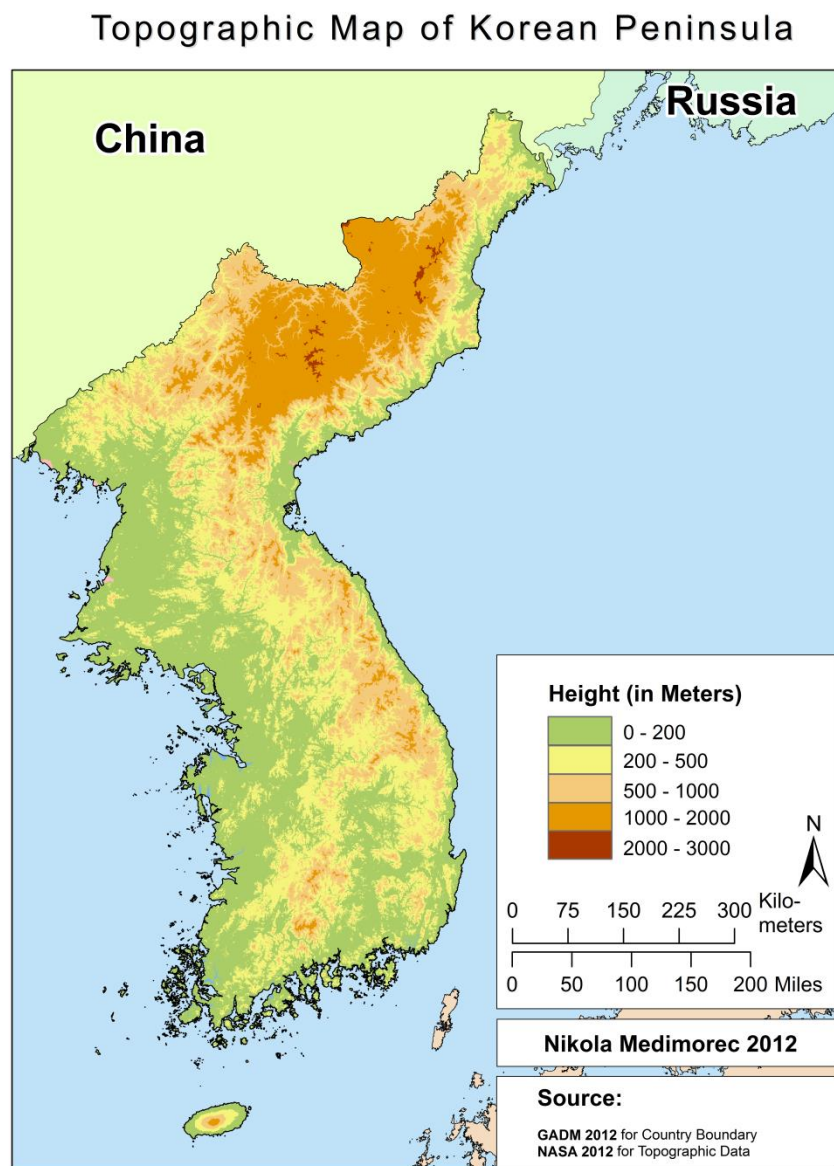 Topographic Map of Korean Peninsula
China
Russia
Height (in Meters)
0 - 200
200 - 500
500 - 1000
1000 - 2000
2000 - 3000
N
0 75 150 225 300 Kilo-
meters
0 50 100 150 200 Miles
Nikola Medimorec 2012
Source:
GADM 2012 for Country Boundary
NASA 2012 for Topographic Data